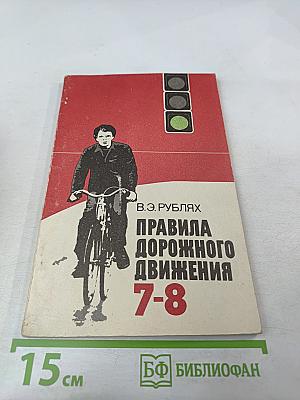 В.Э. РУБЛЯХ
ПРАВИЛА
ДОРОЖНОГО
ДВИЖЕНИЯ
7-8
15 см
БФ БИБЛИОФАН